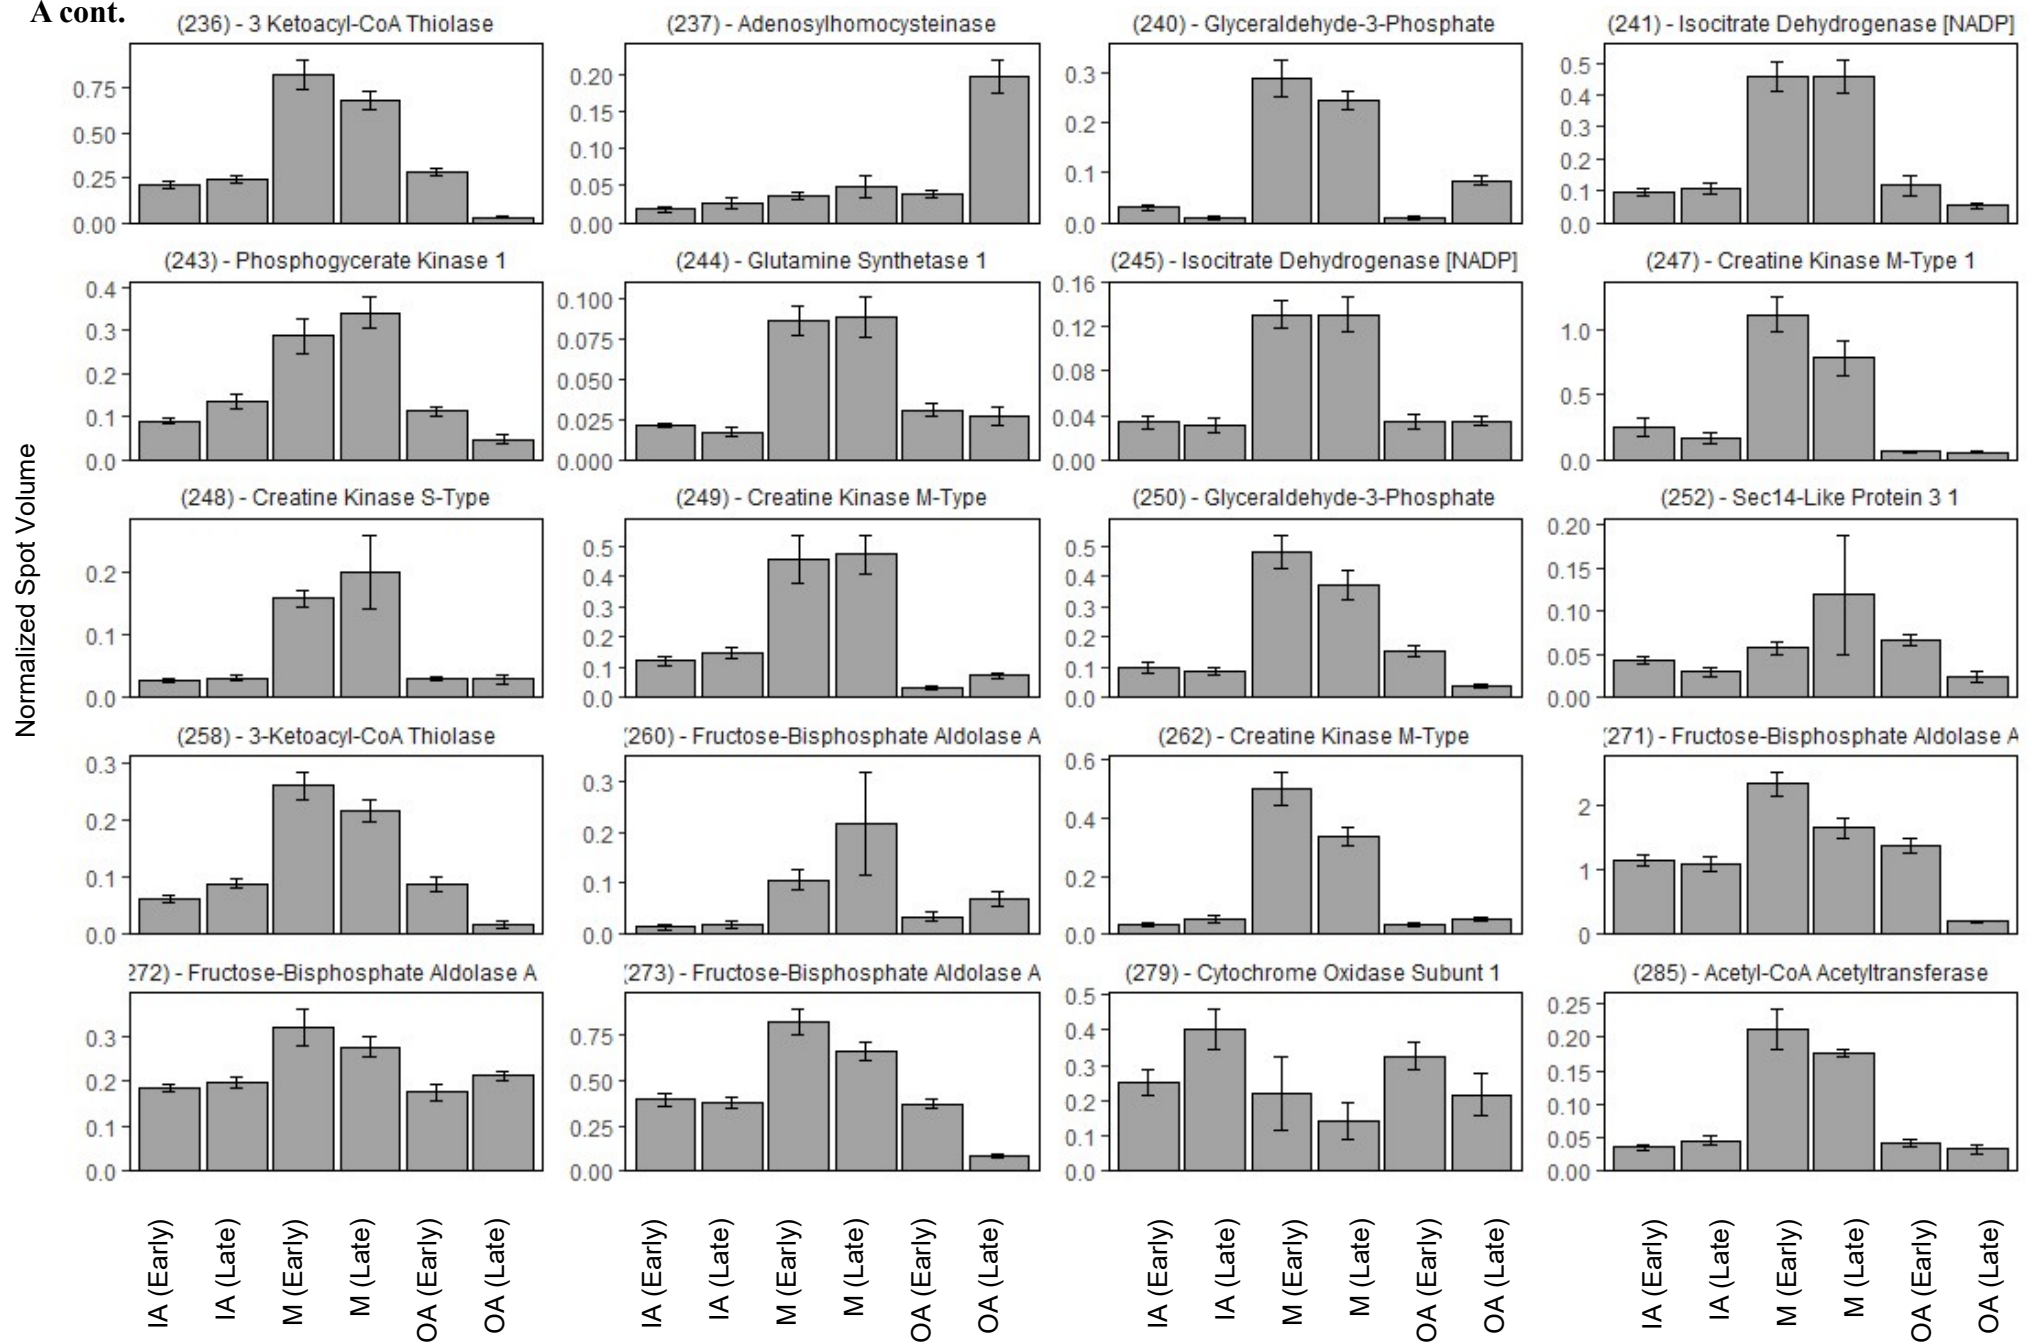 A cont.
(236) - 3 Ketoacyl-CoA Thiolase
(237) - Adenosylhomocysteinase
(240) - Glyceraldehyde-3-Phosphate
(241) - Isocitrate Dehydrogenase [NADP]
0.75
0.50
0.25
0.00
0.20
0.15
0.10
0.05
0.00
0.3
0.2
0.1
0.0
0.5
0.4
0.3
0.2
0.1
0.0
(243) - Phosphogycerate Kinase 1
(244) - Glutamine Synthetase 1
(245) - Isocitrate Dehydrogenase [NADP]
(247) - Creatine Kinase M-Type 1
0.4
0.3
0.2
0.1
0.0
0.100
0.075
0.050
0.025
0.000
0.16
0.12
0.08
0.04
0.00
1.0
0.5
0.0
Normalized Spot Volume
(248) - Creatine Kinase S-Type
(249) - Creatine Kinase M-Type
(250) - Glyceraldehyde-3-Phosphate
(252) - Sec14-Like Protein 3 1
0.2
0.1
0.0
0.5
0.4
0.3
0.2
0.1
0.0
0.5
0.4
0.3
0.2
0.1
0.0
0.20
0.15
0.10
0.05
0.00
(258) - 3-Ketoacyl-CoA Thiolase
(260) - Fructose-Bisphosphate Aldolase A
(262) - Creatine Kinase M-Type
(271) - Fructose-Bisphosphate Aldolase A
0.3
0.2
0.1
0.0
0.3
0.2
0.1
0.0
0.6
0.4
0.2
0.0
2
1
0
272) - Fructose-Bisphosphate Aldolase A
(273) - Fructose-Bisphosphate Aldolase A
(279) - Cytochrome Oxidase Subunt 1
(285) - Acetyl-CoA Acetyltransferase
0.3
0.2
0.1
0.0
0.75
0.50
0.25
0.00
0.5
0.4
0.3
0.2
0.1
0.0
0.25
0.20
0.15
0.10
0.05
0.00
IA (Early)
IA (Late)
M (Early)
M (Late)
OA (Early)
OA (Late)
IA (Early)
IA (Late)
M (Early)
M (Late)
OA (Early)
OA (Late)
IA (Early)
IA (Late)
M (Early)
M (Late)
OA (Early)
OA (Late)
IA (Early)
IA (Late)
M (Early)
M (Late)
OA (Early)
OA (Late)